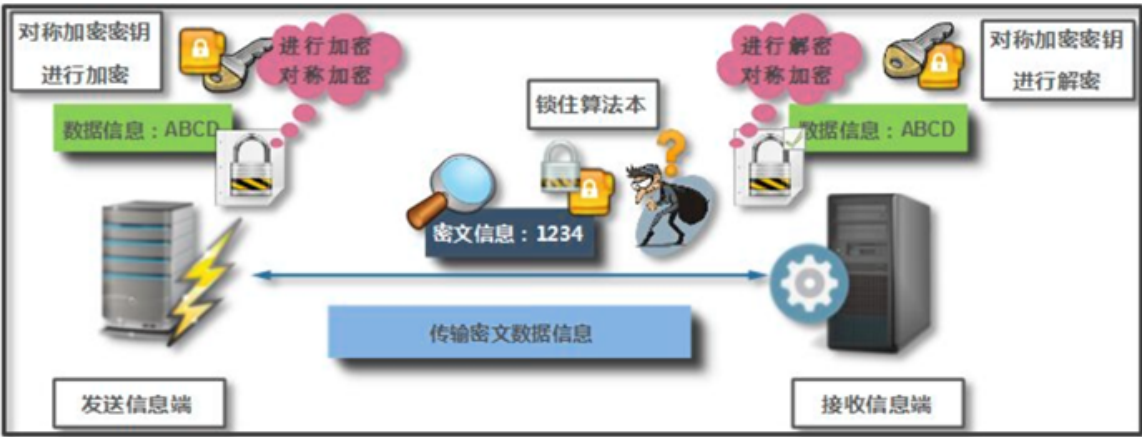 对称加密密钥
进行加密
进行加密
对称加密
数据信息：ABCD
锁住算法本
密文信息：1234
传输密文数据信息
进行解密
对称加密
对称加密密钥
进行解密
数据信息：ABCD
发送信息端
接收信息端